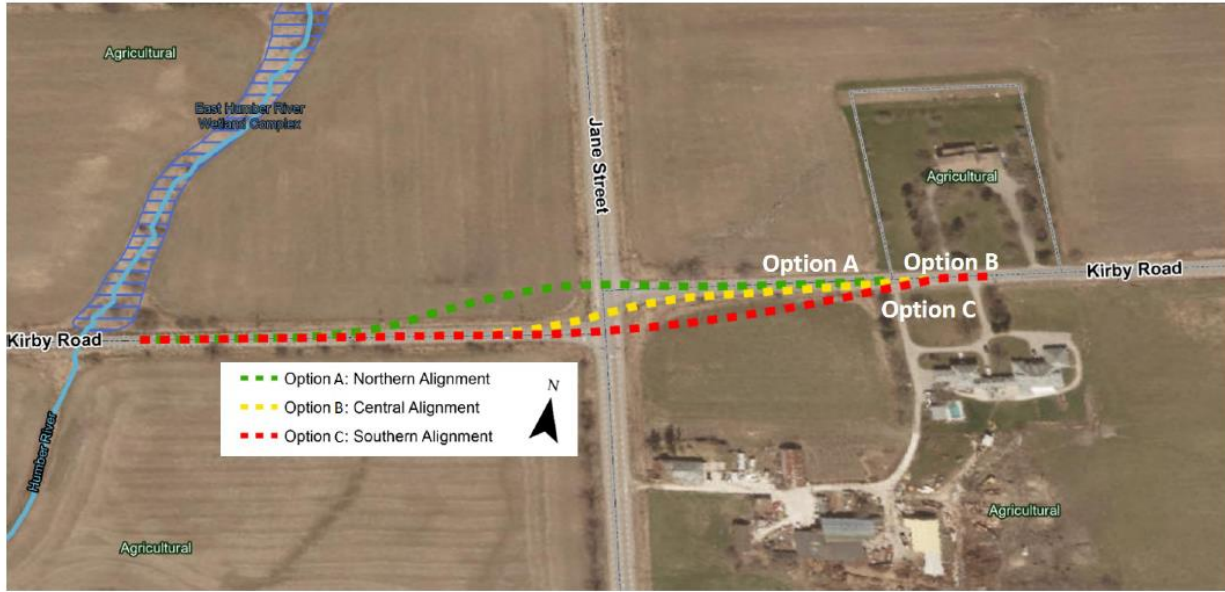 Agricultural
East Humber River
Wetland Complex
Jane Street
Agricultural
Option A
Option B
Kirby Road
Option C
Kirby Road
Option A: Northern Alignment
Option B: Central Alignment
Option C: Southern Alignment
N
Humber River
Agricultural
Agricultural